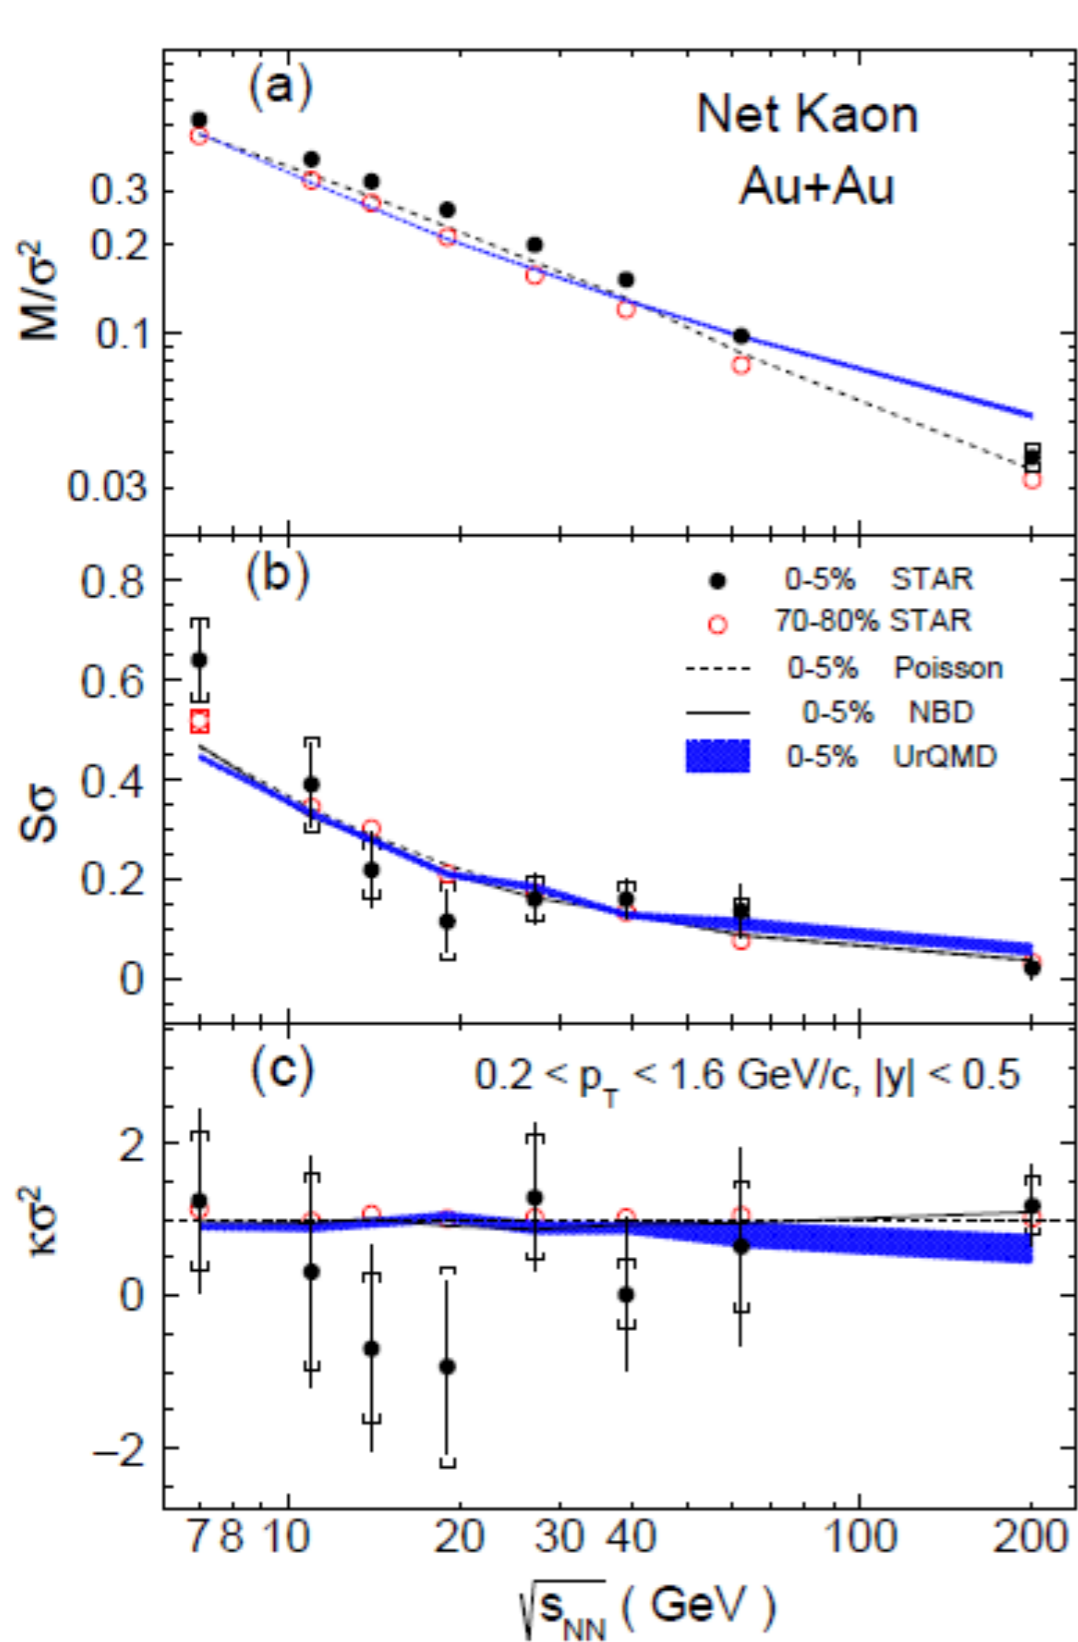 (a)
Net Kaon
Au+Au
M/σ²
0.3
0.2
0.1
0.03
(b)
Sσ
0.8
0.6
0.4
0.2
0
0-5% STAR
70-80% STAR
0-5% Poisson
0-5% NBD
0-5% UrQMD
(c)
0.2 < p_T < 1.6 GeV/c, |y| < 0.5
κσ²
2
0
−2
7 8 10 20 30 40 100 200
√s_NN ( GeV )